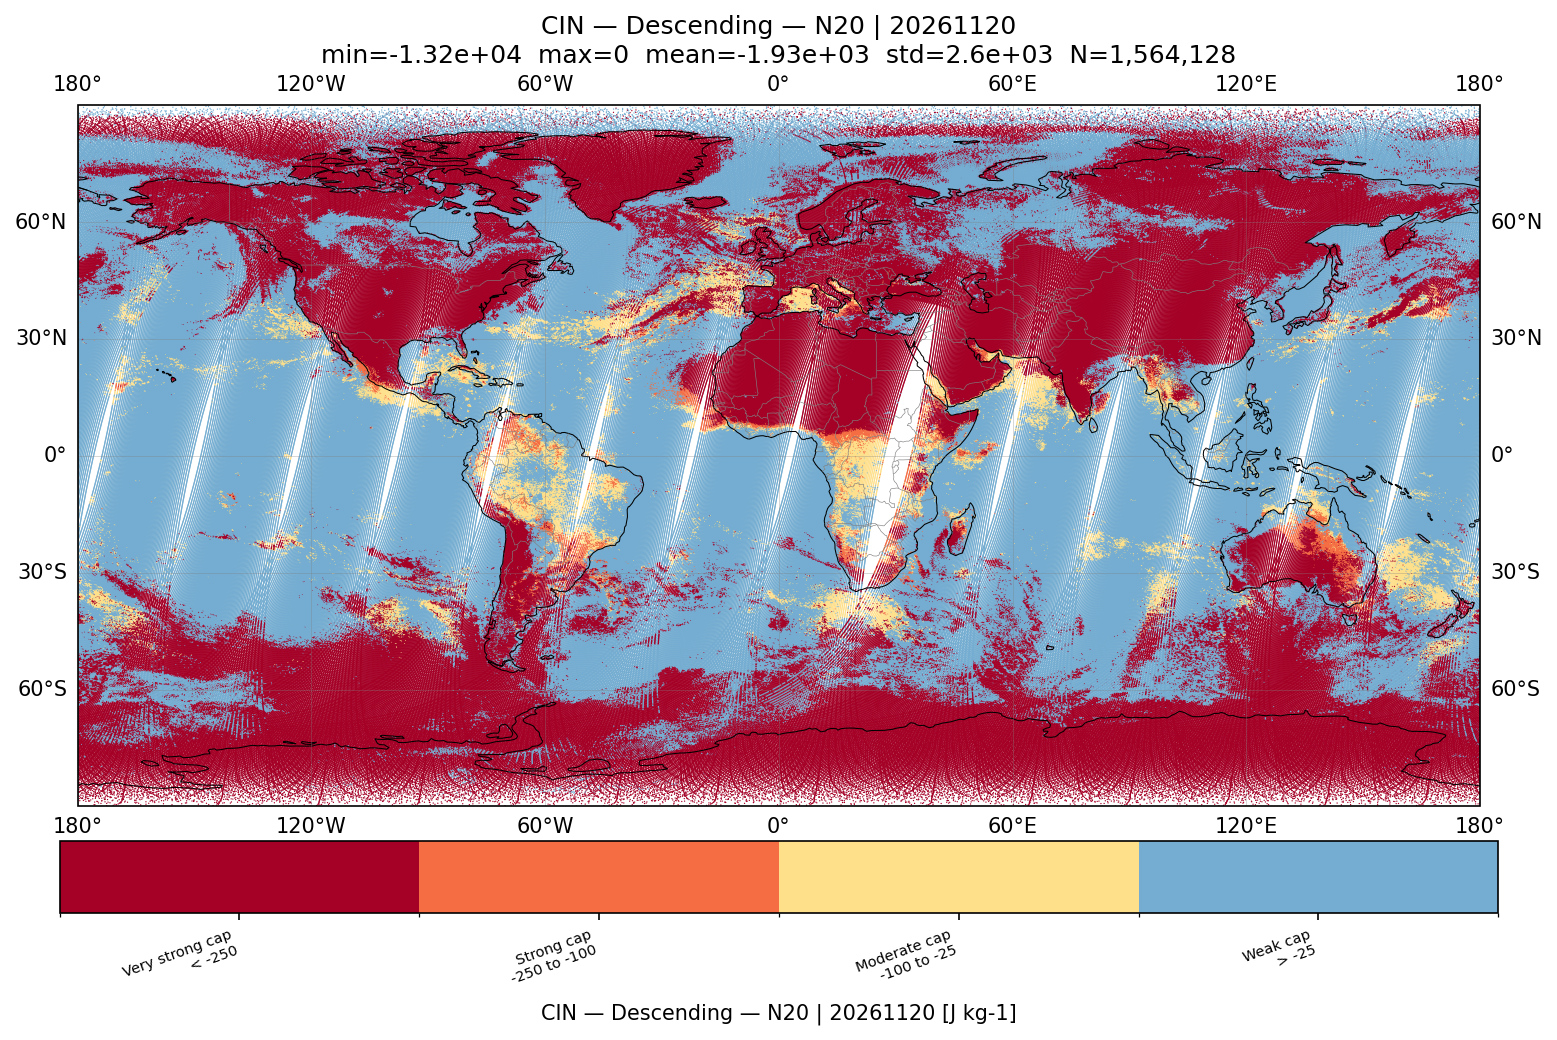 CIN — Descending — N20 | 20261120
min=-1.32e+04 max=0 mean=-1.93e+03 std=2.6e+03 N=1,564,128
180° 120°W 60°W 0° 60°E 120°E 180°
60°N 60°N
30°N 30°N
0° 0°
30°S 30°S
60°S 60°S
180° 120°W 60°W 0° 60°E 120°E 180°
Very strong cap
< -250
Strong cap
-250 to -100
Moderate cap
-100 to -25
Weak cap
> -25
CIN — Descending — N20 | 20261120 [J kg-1]